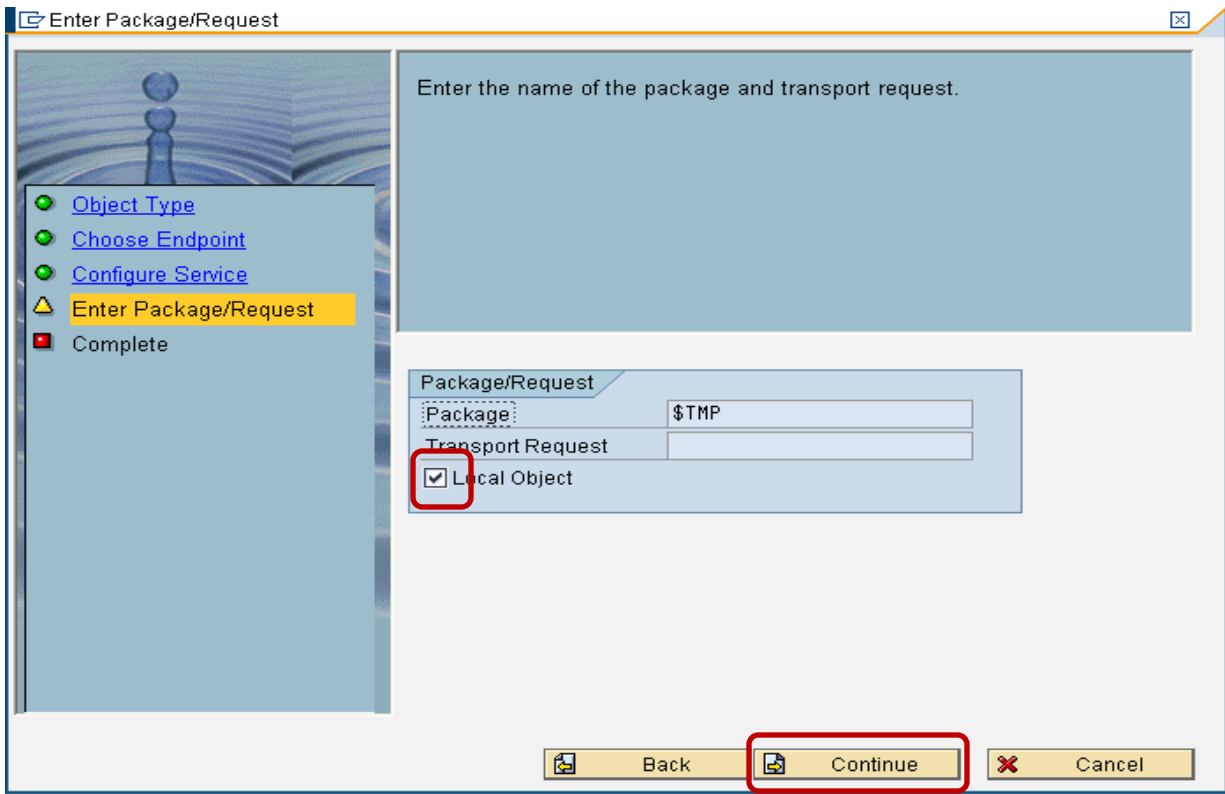 Enter Package/Request
Enter the name of the package and transport request.
Object Type
Choose Endpoint
Configure Service
Enter Package/Request
Complete
Package/Request
Package $TMP
Transport Request
Local Object
Back Continue Cancel